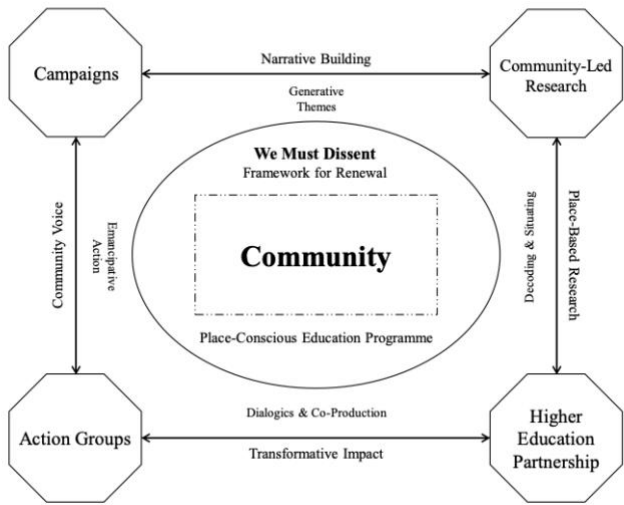 Campaigns
Narrative Building
Community-Led
Research
Generative
Themes
We Must Dissent
Framework for Renewal
Community
Place-Conscious Education Programme
Community Voice
Emancipative
Action
Decoding & Situating
Place-Based Research
Action Groups
Dialogics & Co-Production
Transformative Impact
Higher
Education
Partnership